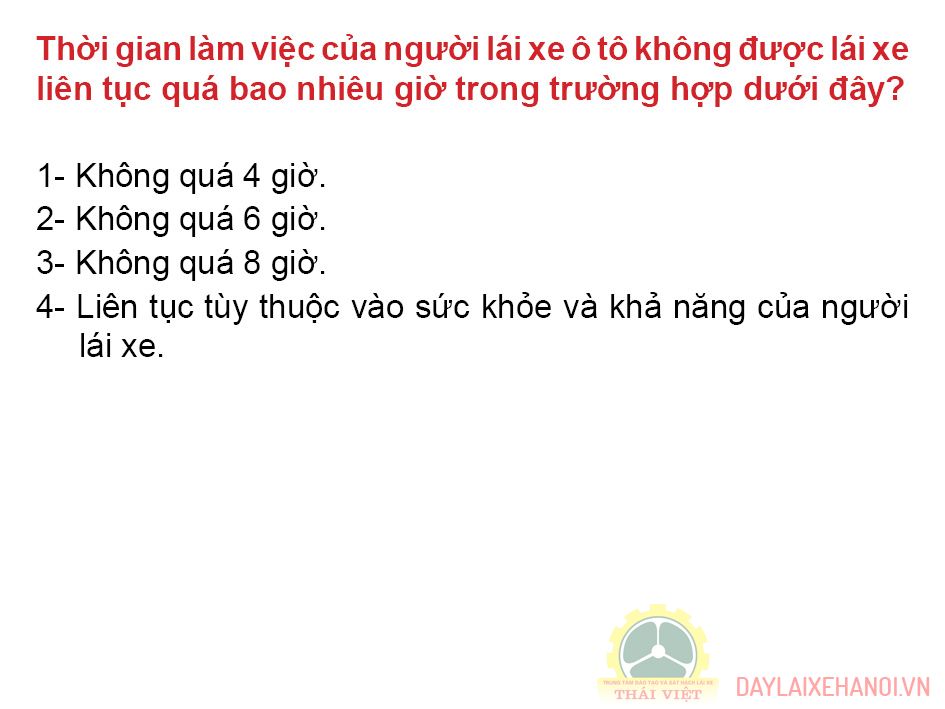 Thời gian làm việc của người lái xe ô tô không được lái xe
liên tục quá bao nhiêu giờ trong trường hợp dưới đây?
1- Không quá 4 giờ.
2- Không quá 6 giờ.
3- Không quá 8 giờ.
4- Liên tục tùy thuộc vào sức khỏe và khả năng của người
lái xe.
TRUNG TÂM ĐÀO TẠO VÀ SÁT HẠCH LÁI XE
THÁI VIỆT
DAYLAIXEHANOI.VN